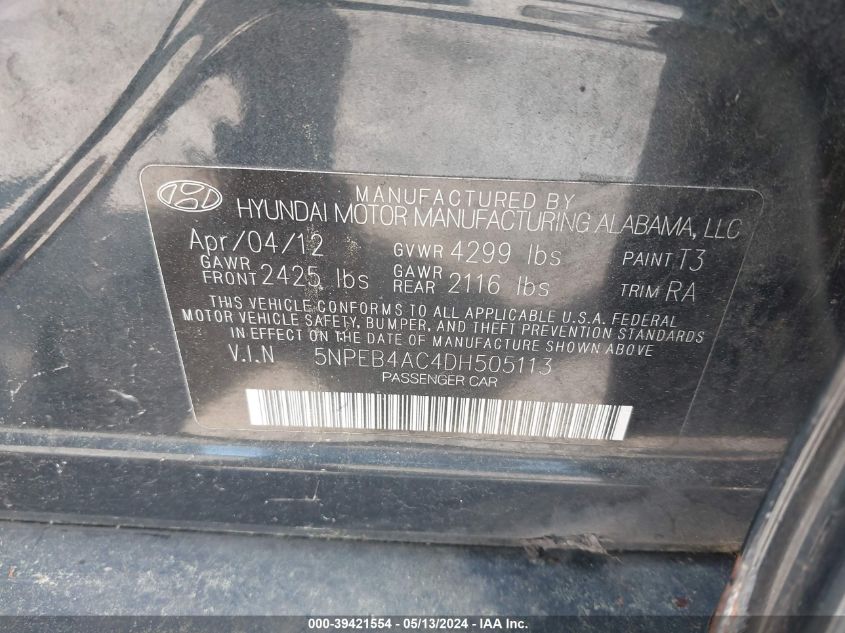 MANUFACTURED BY
HYUNDAI MOTOR MANUFACTURING ALABAMA, LLC
Apr/04/12 GVWR 4299 lbs PAINT T3
GAWR FRONT 2425 lbs GAWR REAR 2116 lbs TRIM RA
THIS VEHICLE CONFORMS TO ALL APPLICABLE U.S.A. FEDERAL
MOTOR VEHICLE SAFETY, BUMPER, AND THEFT PREVENTION STANDARDS
IN EFFECT ON THE DATE OF MANUFACTURE SHOWN ABOVE
V.I.N 5NPEB4AC4DH505113
PASSENGER CAR
000-39421554 - 05/13/2024 - IAA Inc.